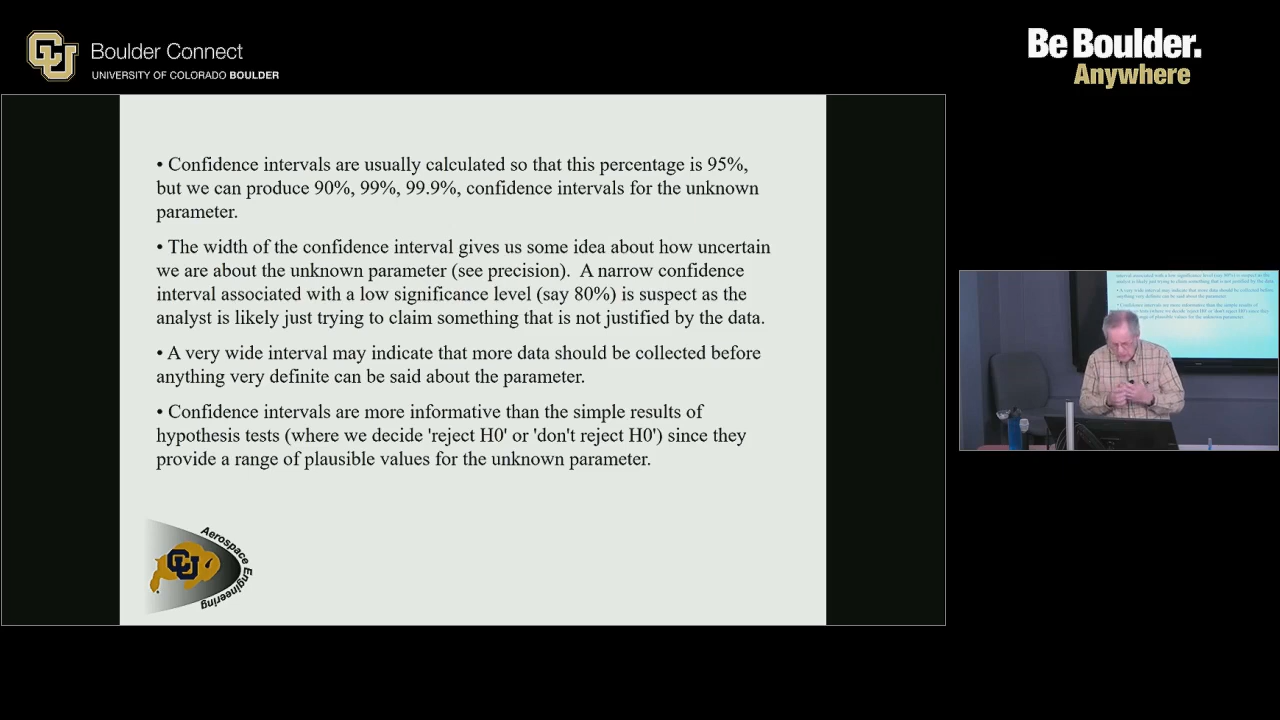 Boulder Connect
UNIVERSITY OF COLORADO BOULDER
Be Boulder.
Anywhere
• Confidence intervals are usually calculated so that this percentage is 95%,
but we can produce 90%, 99%, 99.9%, confidence intervals for the unknown
parameter.
• The width of the confidence interval gives us some idea about how uncertain
we are about the unknown parameter (see precision). A narrow confidence
interval associated with a low significance level (say 80%) is suspect as the
analyst is likely just trying to claim something that is not justified by the data.
• A very wide interval may indicate that more data should be collected before
anything very definite can be said about the parameter.
• Confidence intervals are more informative than the simple results of
hypothesis tests (where we decide 'reject H0' or 'don't reject H0') since they
provide a range of plausible values for the unknown parameter.
CU
Aerospace Engineering